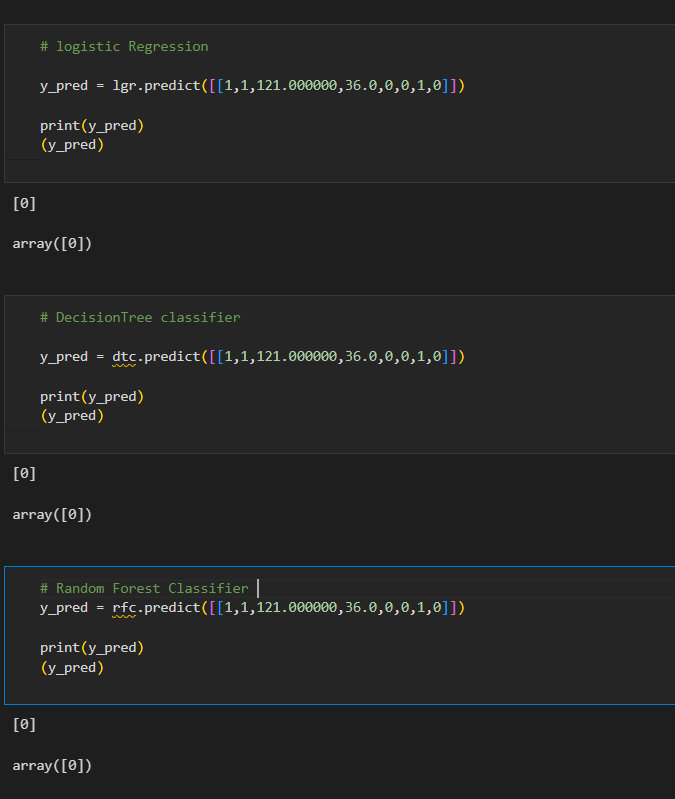 # logistic Regression
y_pred = lgr.predict([[1,1,121.000000,36.0,0,0,1,0]])
print(y_pred)
(y_pred)
[0]
array([0])
# DecisionTree classifier
y_pred = dtc.predict([[1,1,121.000000,36.0,0,0,1,0]])
print(y_pred)
(y_pred)
[0]
array([0])
# Random Forest Classifier
y_pred = rfc.predict([[1,1,121.000000,36.0,0,0,1,0]])
print(y_pred)
(y_pred)
[0]
array([0])